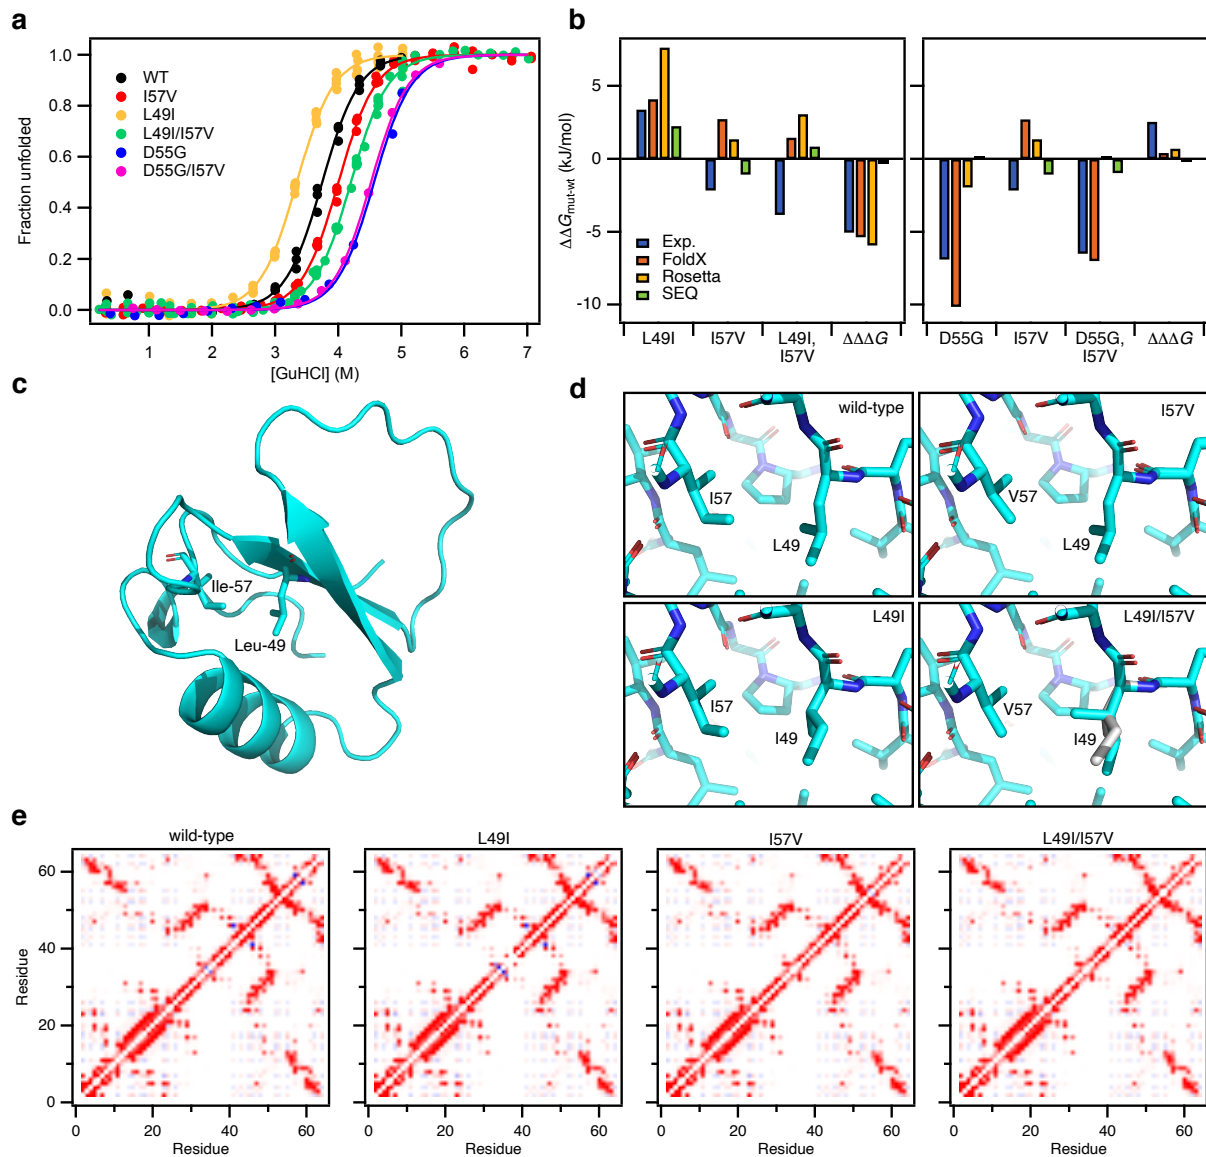 a
1.0
0.8
0.6
0.4
0.2
0.0
Fraction unfolded
WT
I57V
L49I
L49I/I57V
D55G
D55G/I57V
1 2 3 4 5 6 7
[GuHCl] (M)
b
5
0
-5
-10
ΔΔG mut-wt (kJ/mol)
Exp.
FoldX
Rosetta
SEQ
L49I I57V L49I, I57V ΔΔΔG
D55G I57V D55G, I57V ΔΔΔG
c
Ile-57
Leu-49
d
wild-type
I57
L49
I57V
V57
L49
L49I
I57
I49
L49I/I57V
V57
I49
e
wild-type
L49I
I57V
L49I/I57V
60
40
20
0
Residue
0 20 40 60
0 20 40 60
0 20 40 60
0 20 40 60
Residue
Residue
Residue
Residue